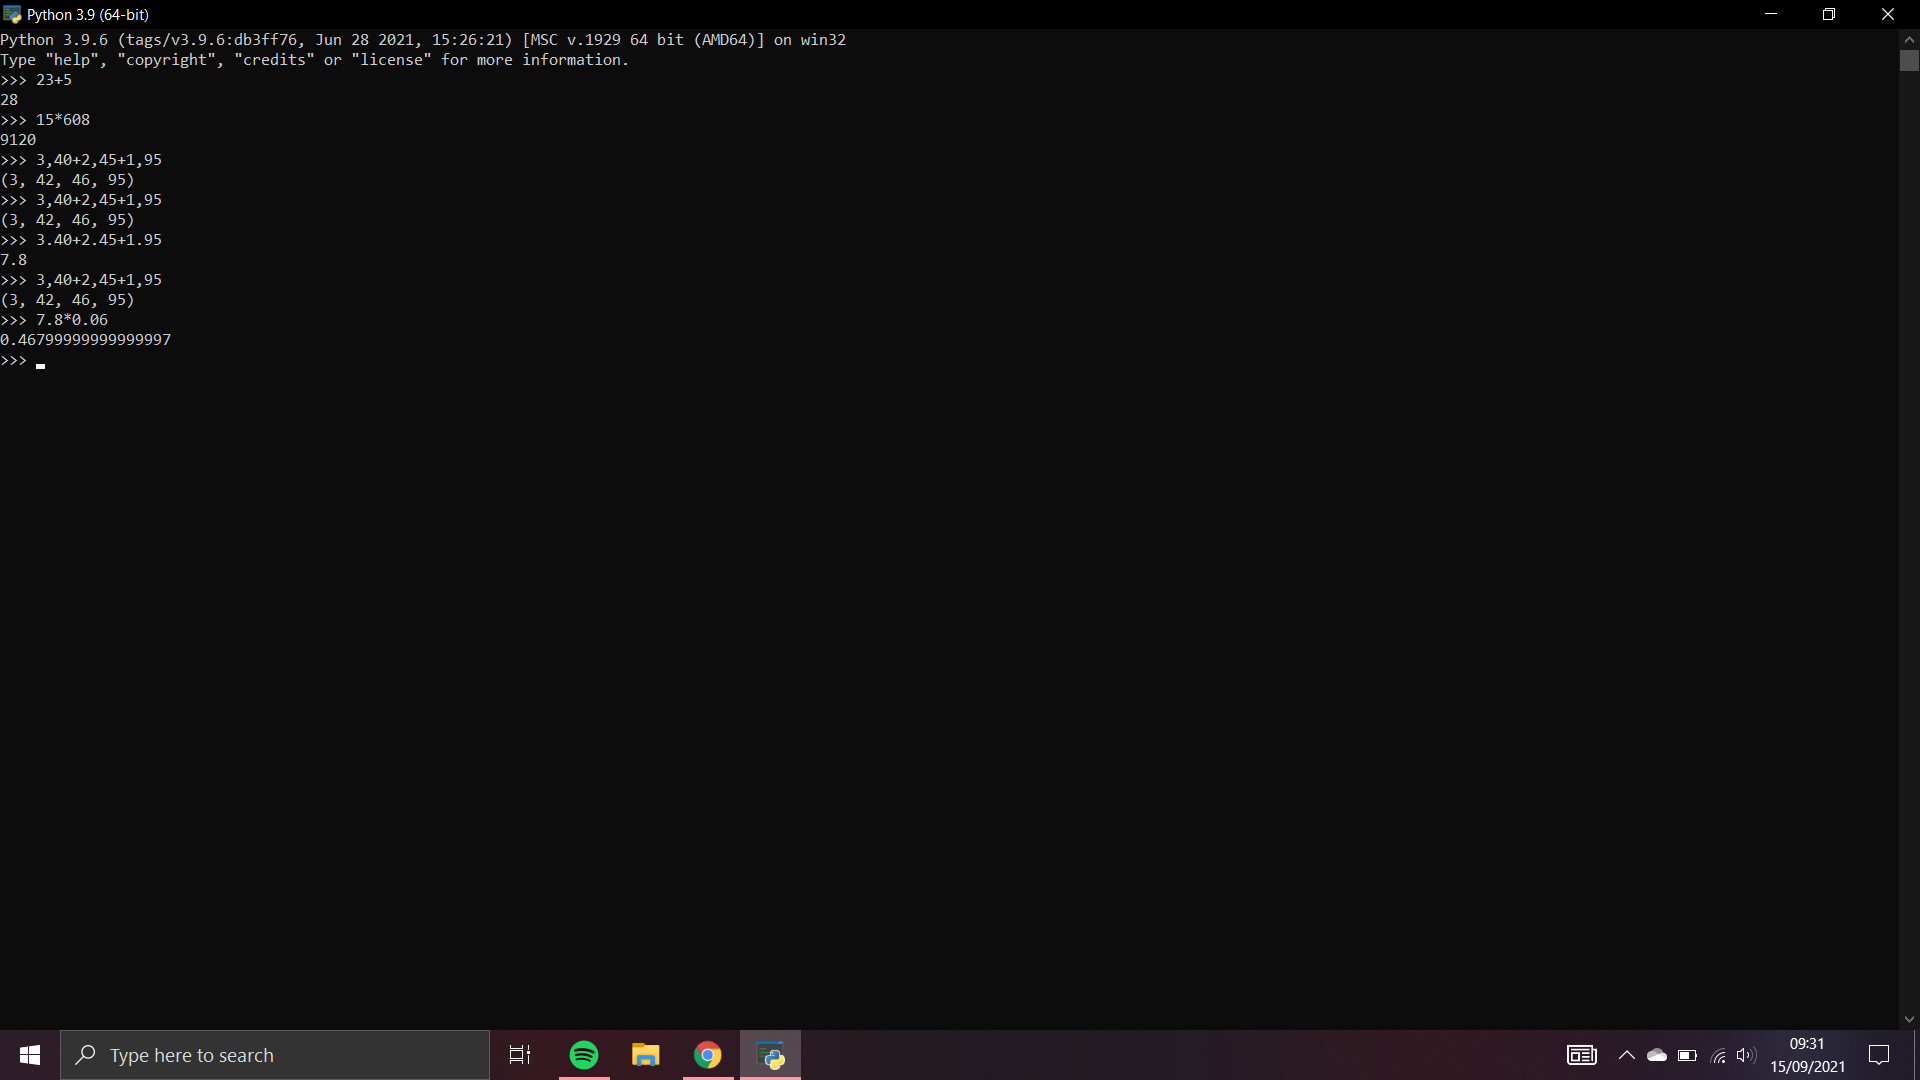 Python 3.9 (64-bit)
Python 3.9.6 (tags/v3.9.6:db3ff76, Jun 28 2021, 15:26:21) [MSC v.1929 64 bit (AMD64)] on win32
Type "help", "copyright", "credits" or "license" for more information.
>>> 23+5
28
>>> 15*608
9120
>>> 3,40+2,45+1,95
(3, 42, 46, 95)
>>> 3,40+2,45+1,95
(3, 42, 46, 95)
>>> 3.40+2.45+1.95
7.8
>>> 3,40+2,45+1,95
(3, 42, 46, 95)
>>> 7.8*0.06
0.46799999999999997
>>>
Type here to search
09:31
15/09/2021